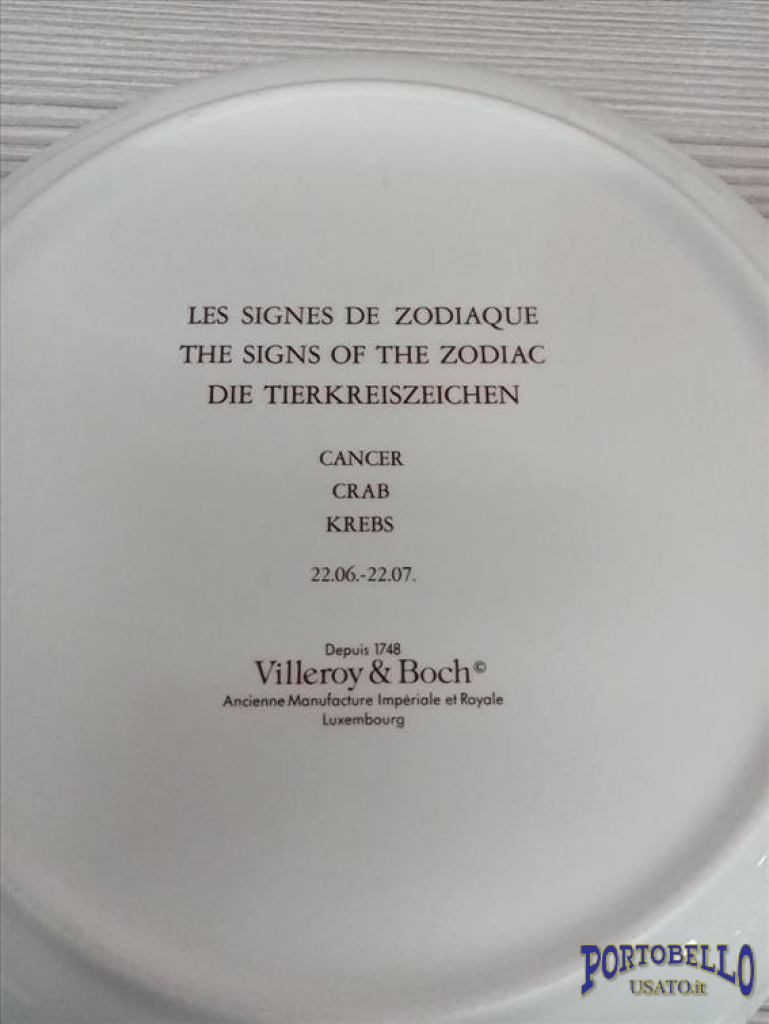 LES SIGNES DE ZODIAQUE
THE SIGNS OF THE ZODIAC
DIE TIERKREISZEICHEN
CANCER
CRAB
KREBS
22.06.-22.07.
Depuis 1748
Villeroy & Boch©
Ancienne Manufacture Impériale et Royale
Luxembourg
PORTOBELLO
USATO.it